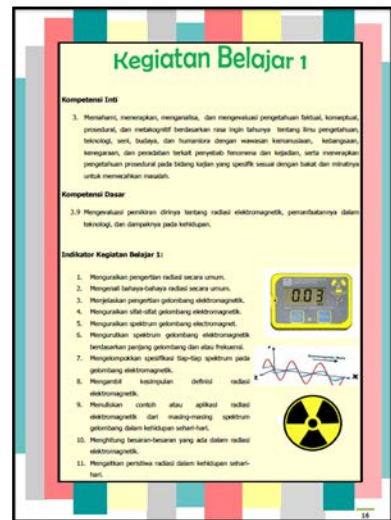 Kegiatan Belajar 1
Kompetensi Inti
3. Memahami, menerapkan, menganalisa, dan mengevaluasi pengetahuan faktual, konseptual,
prosedural, dan metakognitif berdasarkan rasa ingin tahunya tentang ilmu pengetahuan,
teknologi, seni, budaya, dan humaniora dengan wawasan kemanusiaan, kebangsaan,
kenegaraan, dan peradaban terkait penyebab fenomena dan kejadian, serta menerapkan
pengetahuan prosedural pada bidang kajian yang spesifik sesuai dengan bakat dan minatnya
untuk memecahkan masalah.
Kompetensi Dasar
3.9 Mengevaluasi pemikiran dirinya tentang radiasi elektromagnetik, pemanfaatannya dalam
teknologi, dan dampaknya pada kehidupan.
Indikator Kegiatan Belajar 1:
1. Menguraikan pengertian radiasi secara umum.
2. Mengenali bahaya-bahaya radiasi secara umum.
3. Menjelaskan pengertian gelombang elektromagnetik.
4. Menguraikan sifat-sifat gelombang elektromagnetik.
5. Menguraikan spektrum gelombang electromagnet.
6. Mengurutkan spektrum gelombang elektromagnetik
berdasarkan panjang gelombang dan atau frekuensi.
7. Mengelompokkan spesifikasi tiap-tiap spektrum pada
gelombang elektromagnetik.
8. Mengambil kesimpulan definisi radiasi
elektromagnetik.
9. Menuliskan contoh atau aplikasi radiasi
elektromagnetik dari masing-masing spektrum
gelombang dalam kehidupan sehari-hari.
10. Menghitung besaran-besaran yang ada dalam radiasi
elektromagnetik.
11. Mengaitkan peristiwa radiasi dalam kehidupan sehari-
hari.
0.03
18